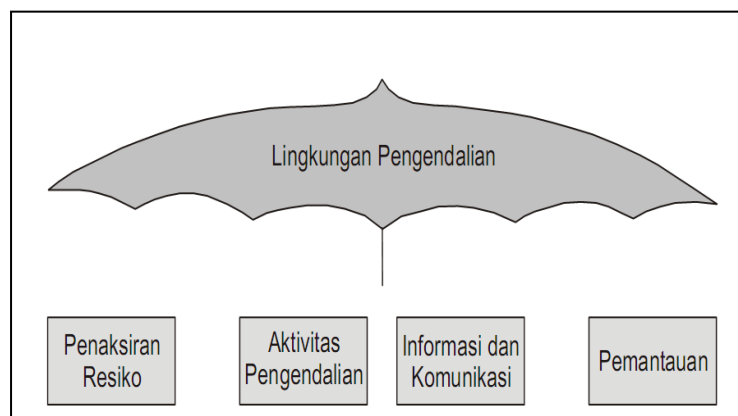 Lingkungan Pengendalian
Penaksiran
Resiko
Aktivitas
Pengendalian
Informasi dan
Komunikasi
Pemantauan